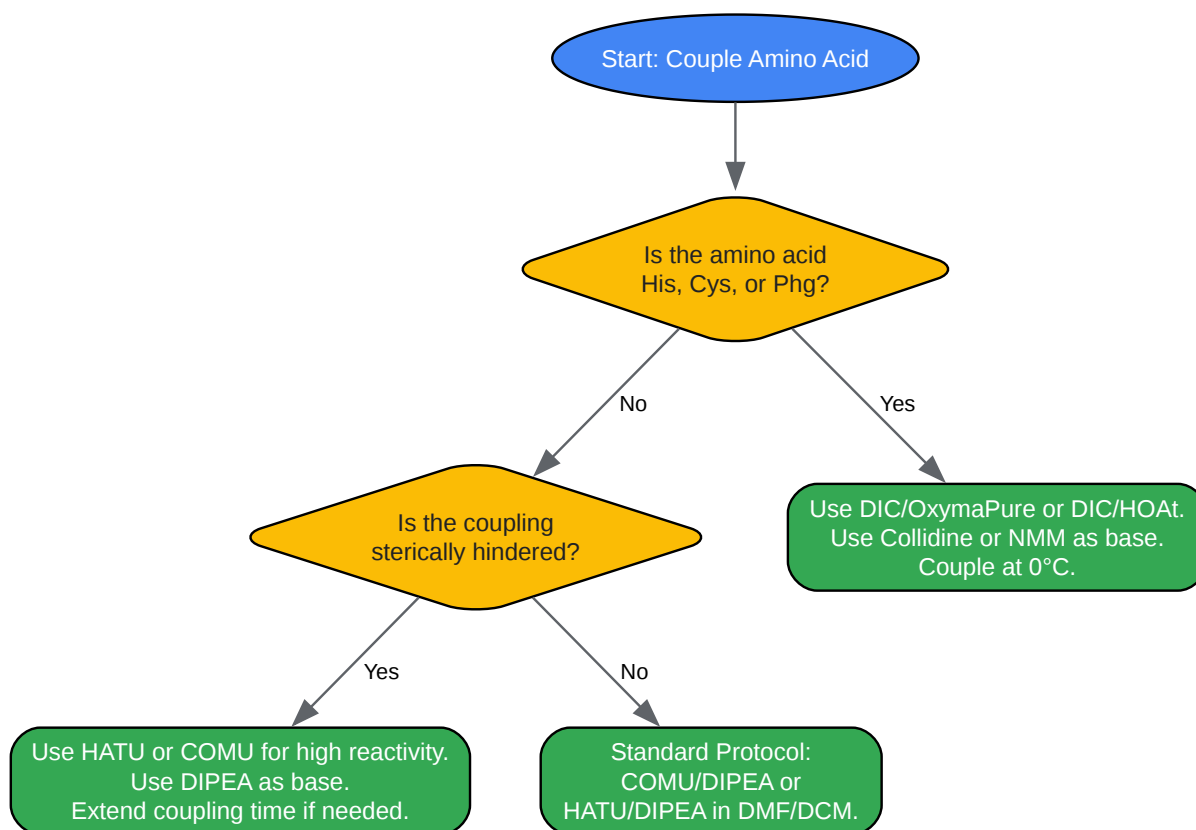 Start: Couple Amino Acid
Is the amino acid
His, Cys, or Phg?
No
Yes
Is the coupling
sterically hindered?
Use DIC/OxymaPure or DIC/HOAt.
Use Collidine or NMM as base.
Couple at 0°C.
Yes
No
Use HATU or COMU for high reactivity.
Use DIPEA as base.
Extend coupling time if needed.
Standard Protocol:
COMU/DIPEA or
HATU/DIPEA in DMF/DCM.